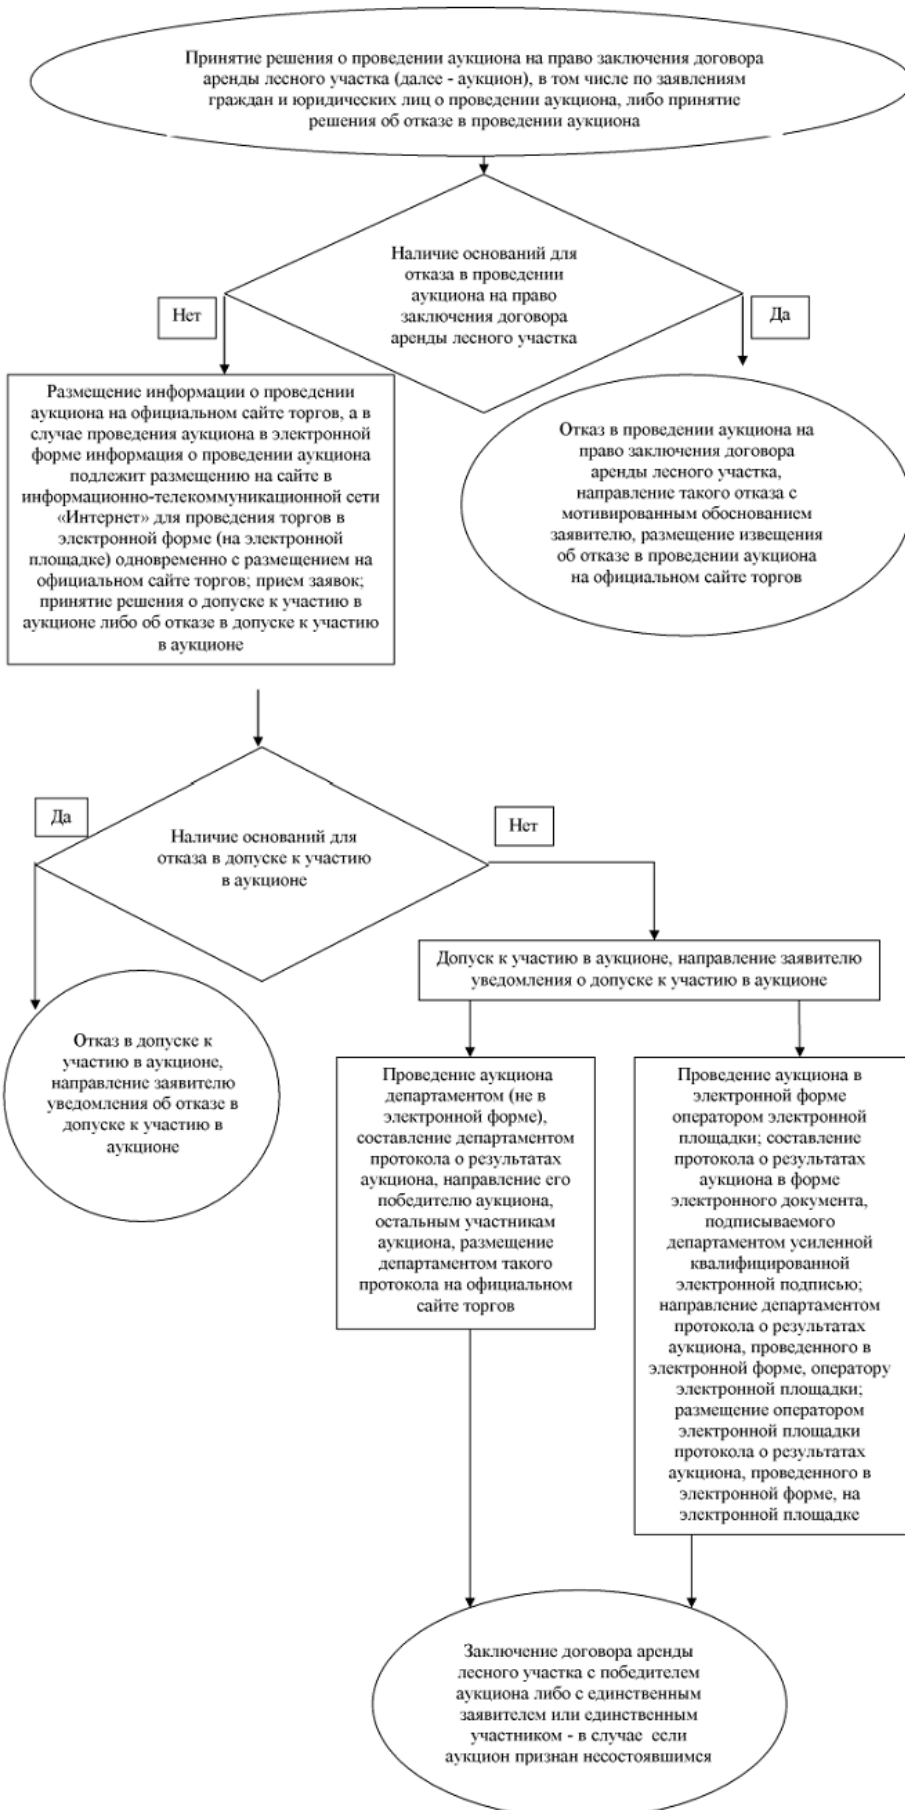 Принятие решения о проведении аукциона на право заключения договора
аренды лесного участка (далее - аукцион), в том числе по заявлениям
граждан и юридических лиц о проведении аукциона, либо принятие
решения об отказе в проведении аукциона
Наличие оснований для
отказа в проведении
аукциона на право
заключения договора
аренды лесного участка
Нет
Да
Размещение информации о проведении
аукциона на официальном сайте торгов, а в
случае проведения аукциона в электронной
форме информация о проведении аукциона
подлежит размещению на сайте в
информационно-телекоммуникационной сети
«Интернет» для проведения торгов в
электронной форме (на электронной
площадке) одновременно с размещением на
официальном сайте торгов; прием заявок;
принятие решения о допуске к участию в
аукционе либо об отказе в допуске к участию
в аукционе
Отказ в проведении аукциона на
право заключения договора
аренды лесного участка,
направление такого отказа с
мотивированным обоснованием
заявителю, размещение извещения
об отказе в проведении аукциона
на официальном сайте торгов
Да
Наличие оснований для
отказа в допуске к участию
в аукционе
Нет
Допуск к участию в аукционе, направление заявителю
уведомления о допуске к участию в аукционе
Отказ в допуске к
участию в аукционе,
направление заявителю
уведомления об отказе в
допуске к участию в
аукционе
Проведение аукциона
департаментом (не в
электронной форме),
составление департаментом
протокола о результатах
аукциона, направление его
победителю аукциона,
остальным участникам
аукциона, размещение
департаментом такого
протокола на официальном
сайте торгов
Проведение аукциона в
электронной форме
оператором электронной
площадки; составление
протокола о результатах
аукциона в форме
электронного документа,
подписываемого
департаментом усиленной
квалифицированной
электронной подписью;
направление департаментом
протокола о результатах
аукциона, проведенного в
электронной форме, оператору
электронной площадки;
размещение оператором
электронной площадки
протокола о результатах
аукциона, проведенного в
электронной форме, на
электронной площадке
Заключение договора аренды
лесного участка с победителем
аукциона либо с единственным
заявителем или единственным
участником - в случае если
аукцион признан несостоявшимся